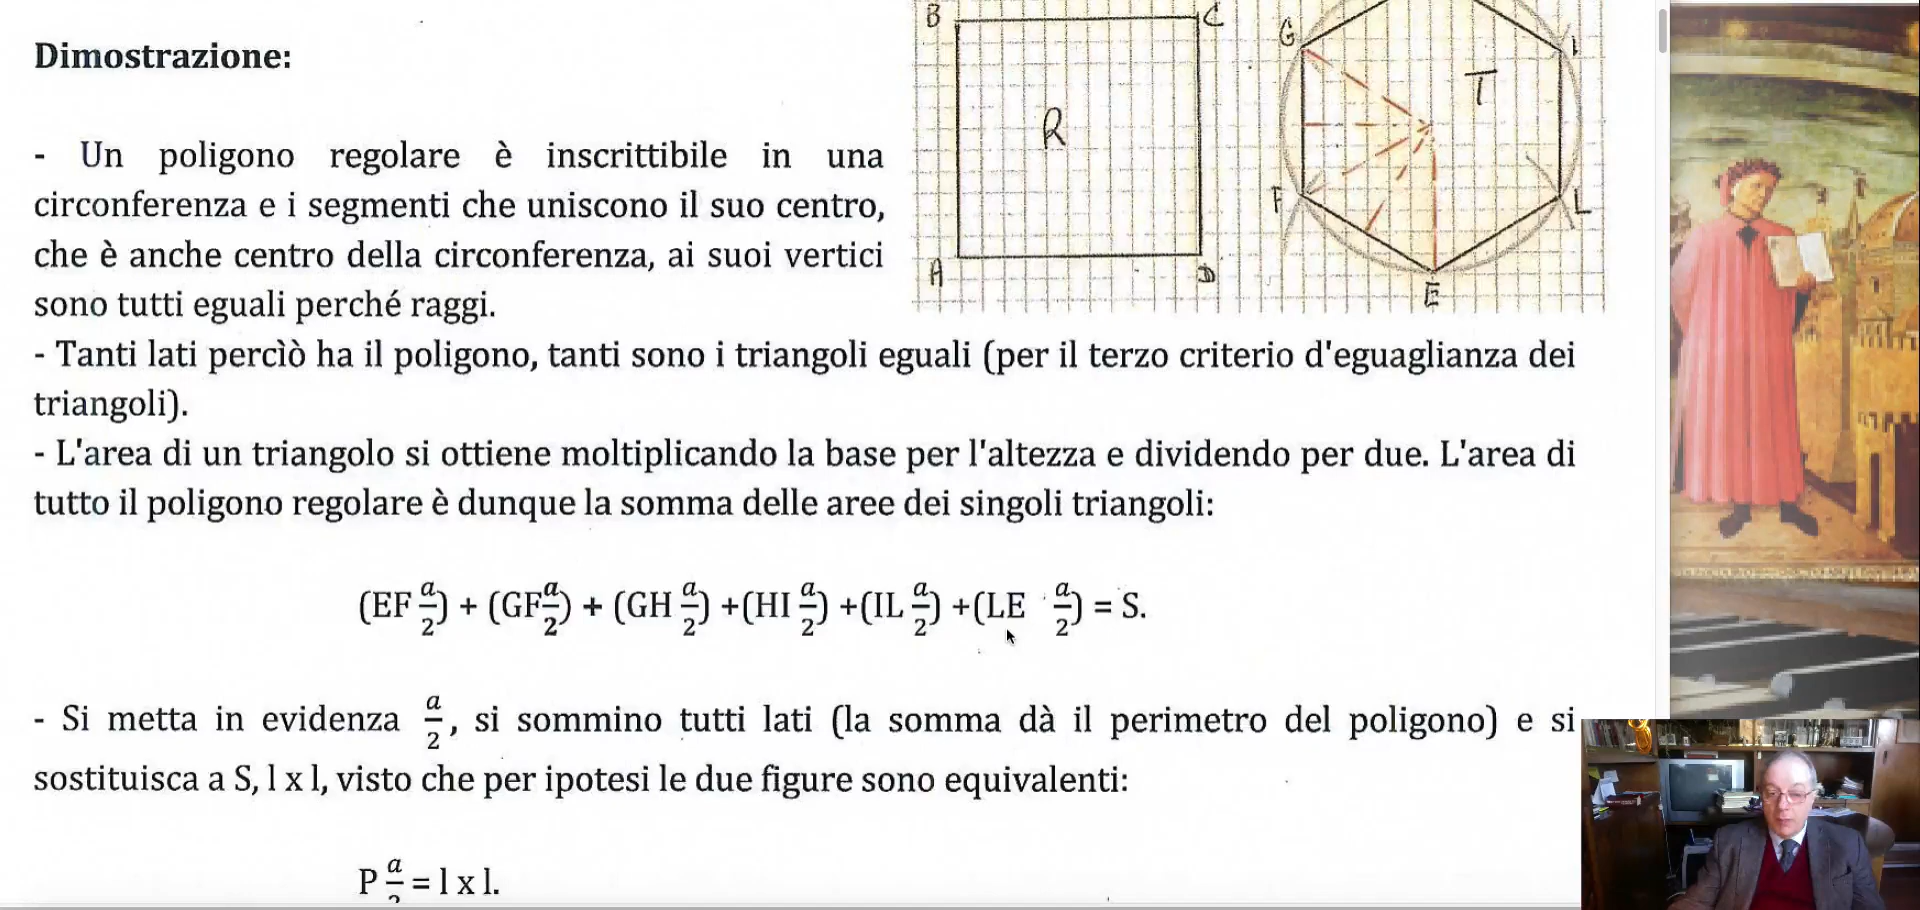 Dimostrazione:
- Un poligono regolare è inscrittibile in una
circonferenza e i segmenti che uniscono il suo centro,
che è anche centro della circonferenza, ai suoi vertici
sono tutti eguali perché raggi.
B
C
R
A
D
G
I
T
F
L
E
- Tanti lati percìò ha il poligono, tanti sono i triangoli eguali (per il terzo criterio d'eguaglianza dei
triangoli).
- L'area di un triangolo si ottiene moltiplicando la base per l'altezza e dividendo per due. L'area di
tutto il poligono regolare è dunque la somma delle aree dei singoli triangoli:
(EF a/2) + (GF a/2) + (GH a/2) +(HI a/2) +(IL a/2) +(LE a/2) = S.
- Si metta in evidenza a/2, si sommino tutti lati (la somma dà il perimetro del poligono) e si
sostituisca a S, l x l, visto che per ipotesi le due figure sono equivalenti:
P a/2 = l x l.